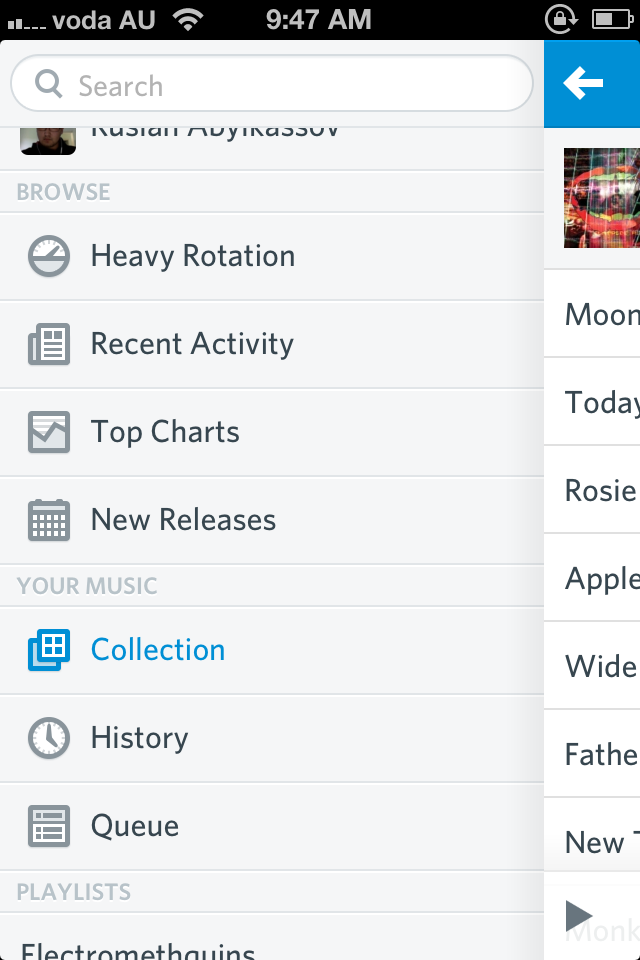 voda AU 9:47 AM
Search
Ruslan Abylkassov
BROWSE
Heavy Rotation
Recent Activity
Top Charts
New Releases
YOUR MUSIC
Collection
History
Queue
PLAYLISTS
Electromethquins
Moon
Today
Rosie
Apple
Wide
Fathe
New T
Monk